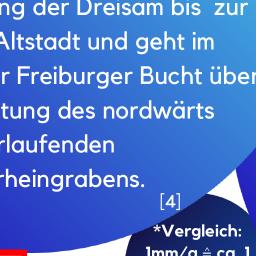 ng der Dreisam bis zur
Altstadt und geht im
r Freiburger Bucht über
tung des nordwärts
rlaufenden
rheingrabens.
[4]
*Vergleich:
1mm/a ≙ ca. 1